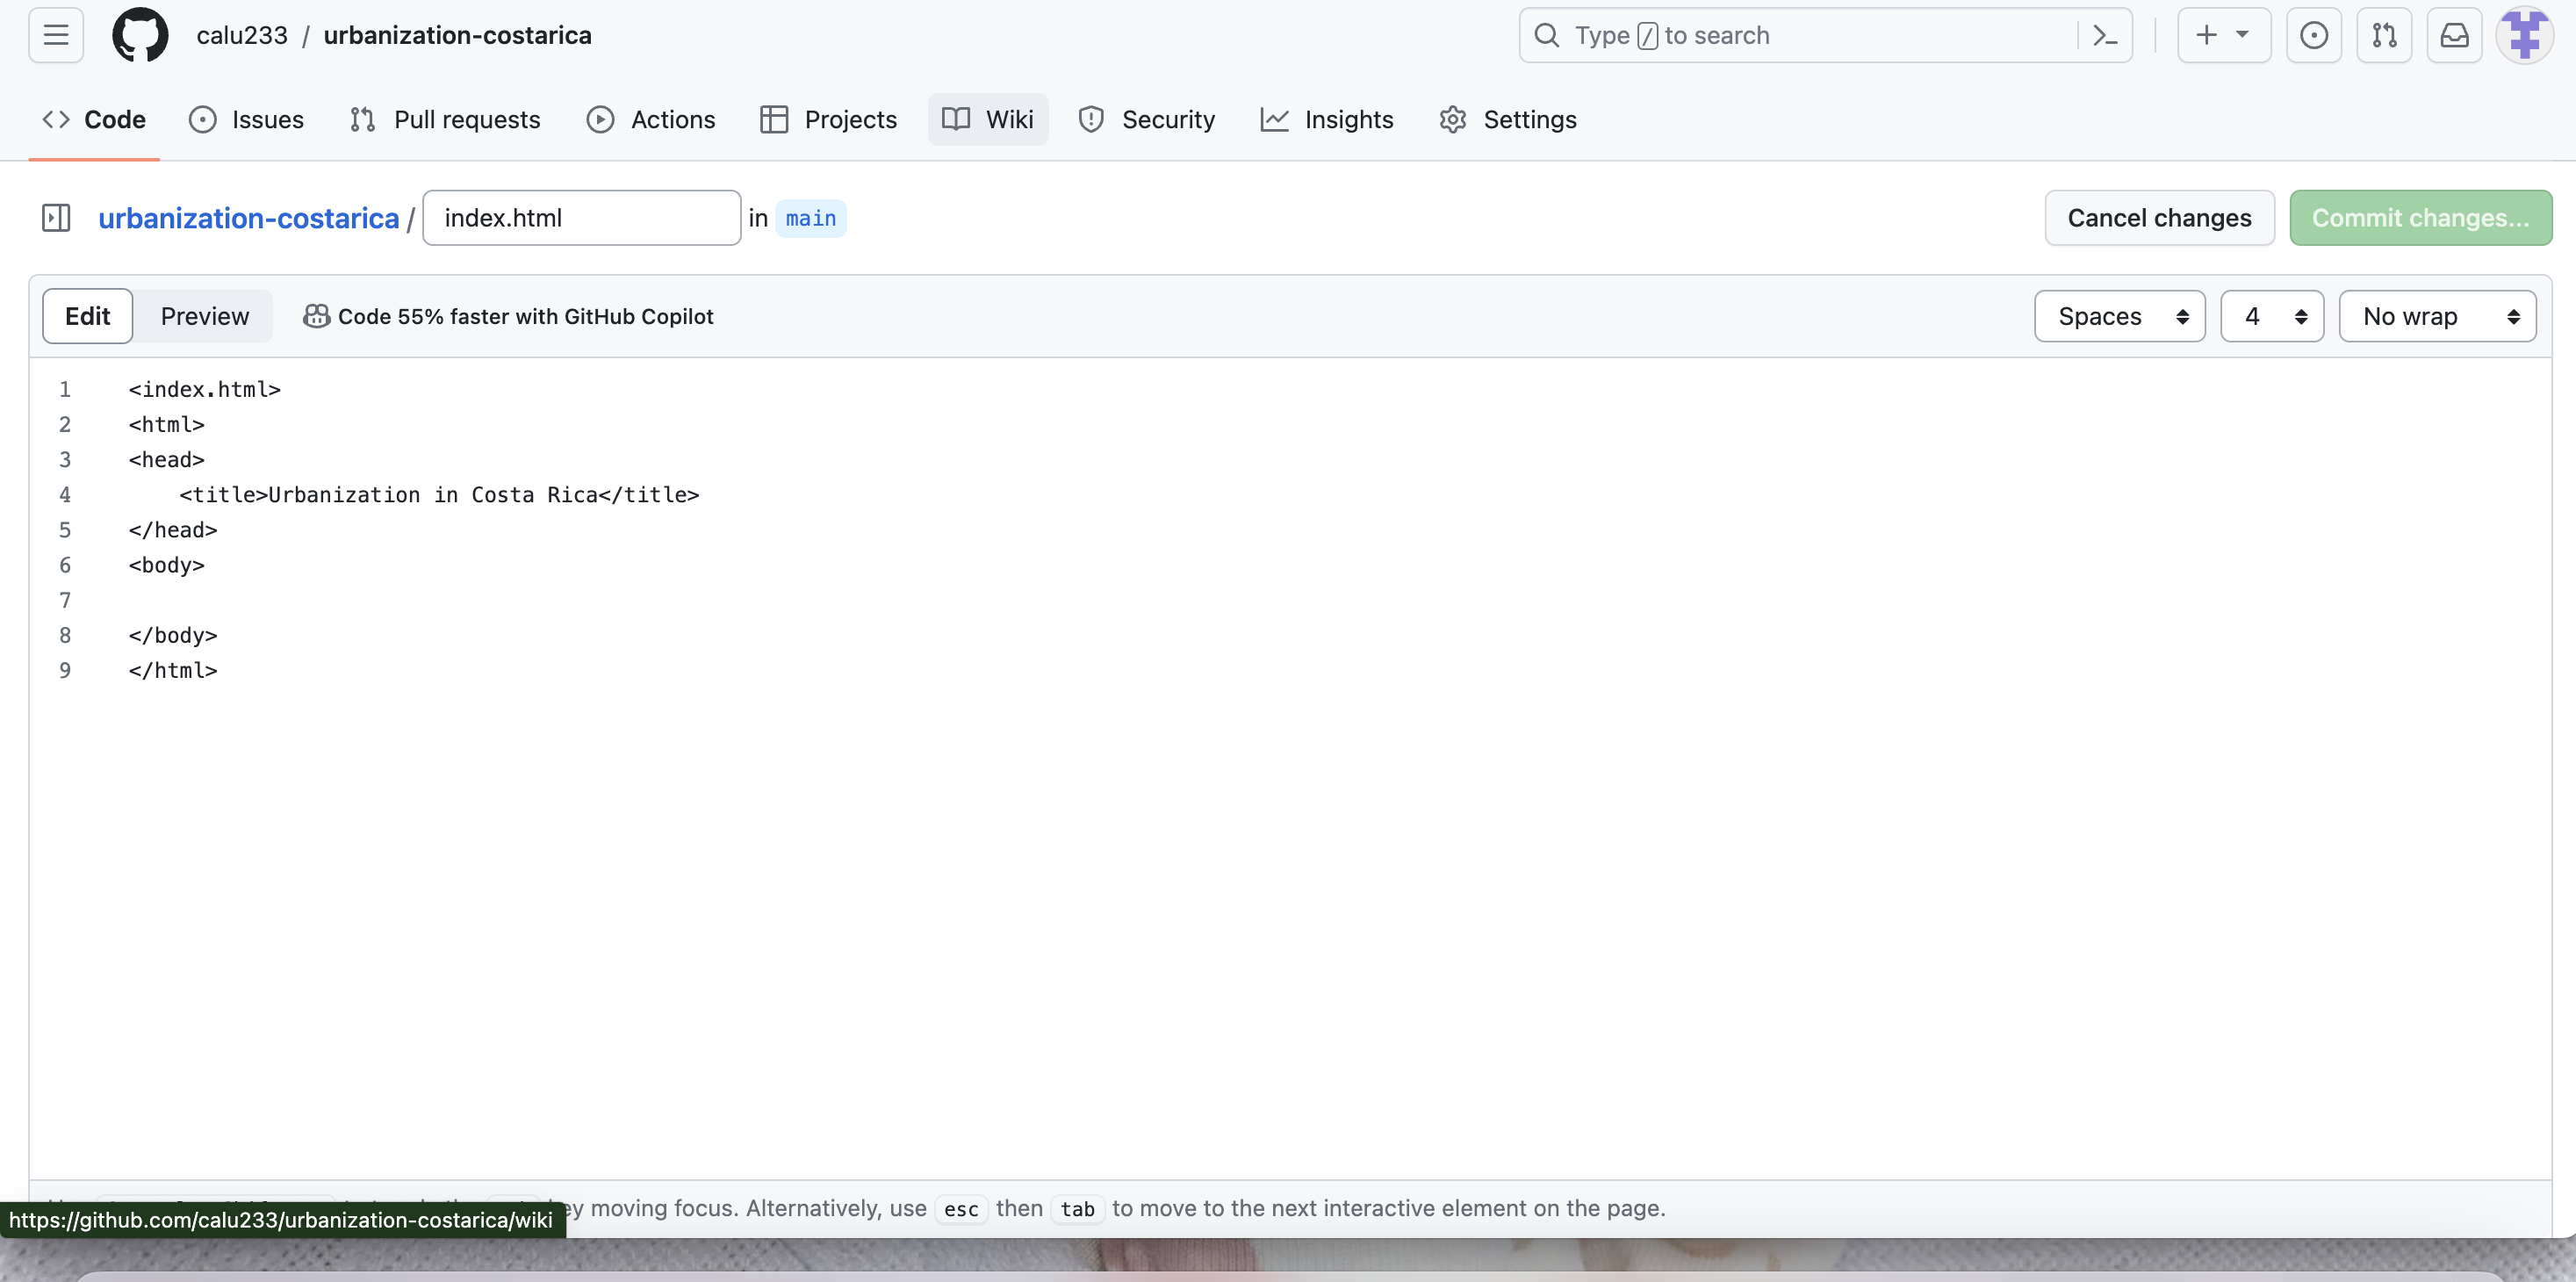 calu233 / urbanization-costarica
Type / to search
Code Issues Pull requests Actions Projects Wiki Security Insights Settings
urbanization-costarica / index.html in main
Cancel changes Commit changes...
Edit Preview Code 55% faster with GitHub Copilot
Spaces 4 No wrap
1 <index.html>
2 <html>
3 <head>
4     <title>Urbanization in Costa Rica</title>
5 </head>
6 <body>
7
8 </body>
9 </html>
moving focus. Alternatively, use esc then tab to move to the next interactive element on the page.
https://github.com/calu233/urbanization-costarica/wiki